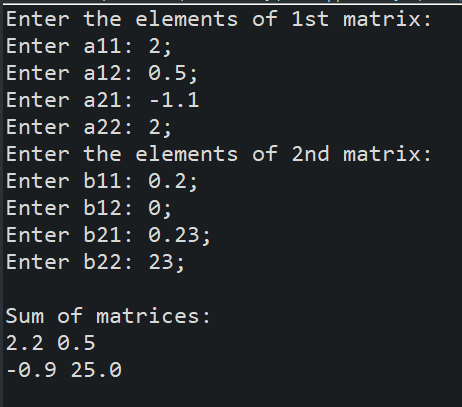 Enter the elements of 1st matrix:
Enter a11: 2;
Enter a12: 0.5;
Enter a21: -1.1
Enter a22: 2;
Enter the elements of 2nd matrix:
Enter b11: 0.2;
Enter b12: 0;
Enter b21: 0.23;
Enter b22: 23;
Sum of matrices:
2.2 0.5
-0.9 25.0